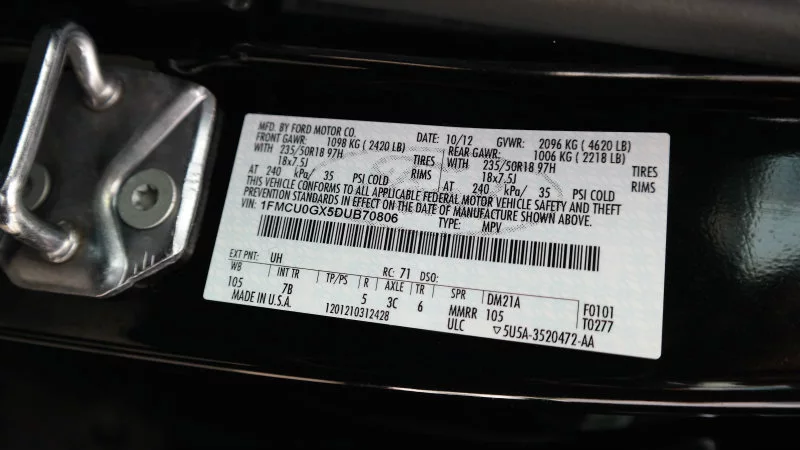 MFD. BY FORD MOTOR CO. DATE: 10/12 GVWR: 2096 KG ( 4620 LB)
FRONT GAWR: 1098 KG ( 2420 LB) REAR GAWR: 1006 KG ( 2218 LB)
WITH 235/50R18 97H TIRES WITH 235/50R18 97H TIRES
18x7.5J RIMS 18x7.5J RIMS
AT 240 kPa/ 35 PSI COLD AT 240 kPa/ 35 PSI COLD
THIS VEHICLE CONFORMS TO ALL APPLICABLE FEDERAL MOTOR VEHICLE SAFETY AND THEFT
PREVENTION STANDARDS IN EFFECT ON THE DATE OF MANUFACTURE SHOWN ABOVE.
VIN: 1FMCU0GX5DUB70806 TYPE: MPV
EXT PNT: UH RC: 71 DSO:
WB INT TR TP/PS R AXLE TR SPR DM21A F0101
105 7B 5 3C 6 MMRR 105 T0277
MADE IN U.S.A. 1201210312428 ULC ▽5U5A-3520472-AA